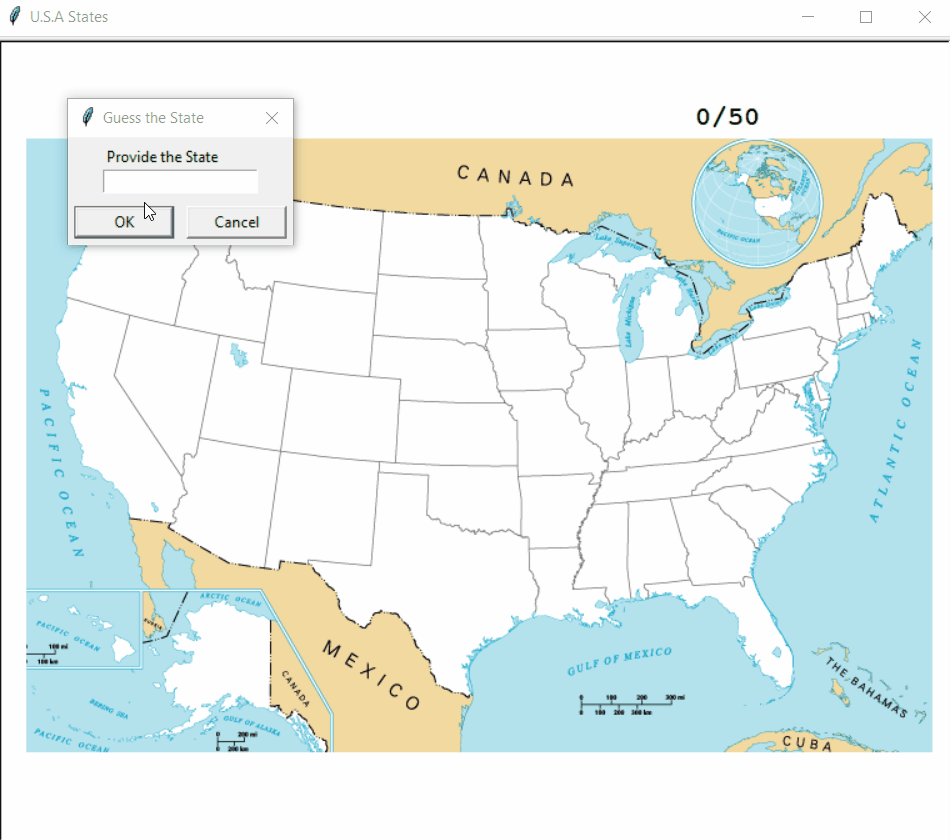 U.S.A States
Guess the State
Provide the State
OK
Cancel
0/50
CANADA
PACIFIC OCEAN
Lake Superior
Lake Michigan
PACIFIC OCEAN
ATLANTIC OCEAN
ARCTIC OCEAN
PACIFIC OCEAN
100 mi
100 km
RUSSIA
CANADA
MEXICO
GULF OF MEXICO
0 100 200 300 mi
0 100 200 300 km
THE BAHAMAS
BERING SEA
GULF OF ALASKA
PACIFIC OCEAN
0 200 mi
0 200 km
CUBA